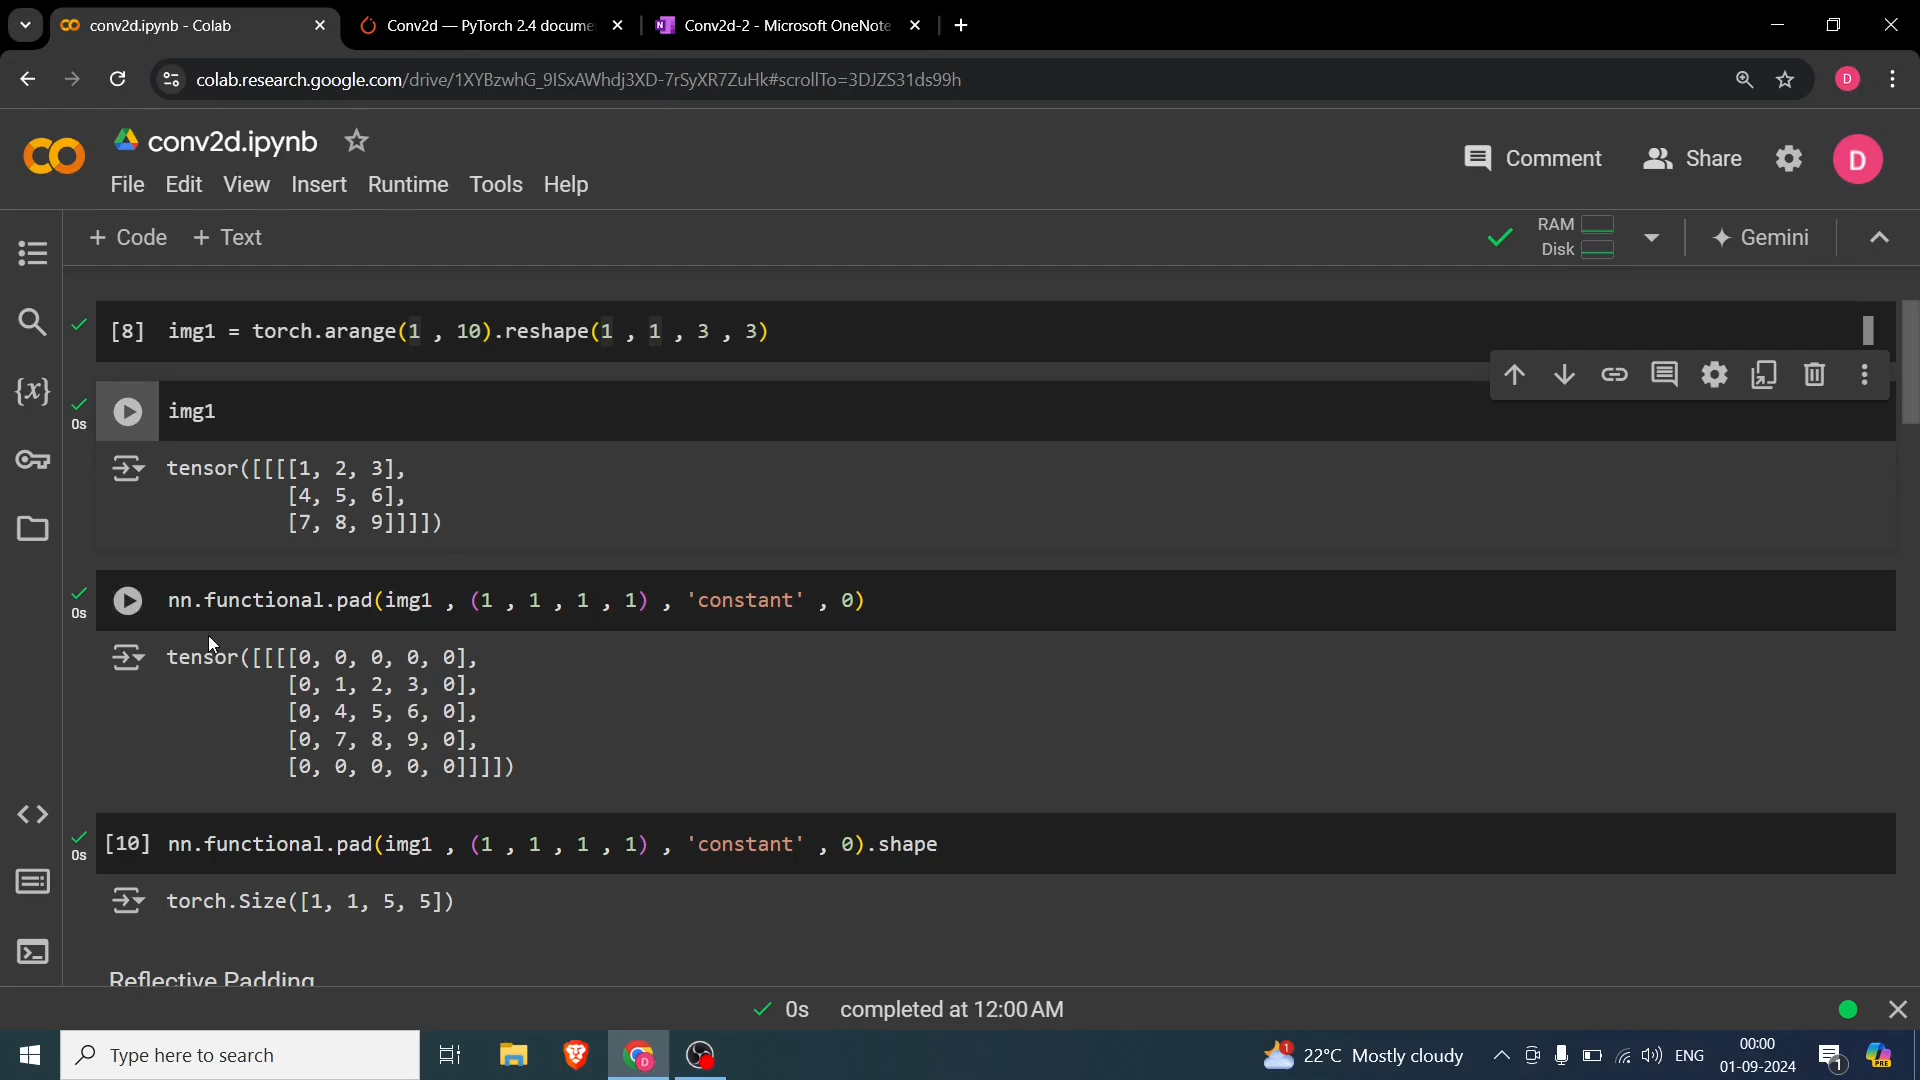 conv2d.ipynb - Colab
Conv2d — PyTorch 2.4 docume
Conv2d-2 - Microsoft OneNote
colab.research.google.com/drive/1XYBzwhG_9ISxAWhdj3XD-7rSyXR7ZuHk#scrollTo=3DJZS31ds99h
D
conv2d.ipynb
Comment
Share
D
File Edit View Insert Runtime Tools Help
+ Code + Text
RAM
Disk
Gemini
[8] img1 = torch.arange(1 , 10).reshape(1 , 1 , 3 , 3)
{x}
0s
img1
tensor([[[[1, 2, 3],
[4, 5, 6],
[7, 8, 9]]]])
0s
nn.functional.pad(img1 , (1 , 1 , 1 , 1) , 'constant' , 0)
tensor([[[[0, 0, 0, 0, 0],
[0, 1, 2, 3, 0],
[0, 4, 5, 6, 0],
[0, 7, 8, 9, 0],
[0, 0, 0, 0, 0]]]])
0s
[10] nn.functional.pad(img1 , (1 , 1 , 1 , 1) , 'constant' , 0).shape
torch.Size([1, 1, 5, 5])
Reflective Padding
0s completed at 12:00 AM
Type here to search
D
1
22°C Mostly cloudy
ENG
00:00
01-09-2024
1
PRE